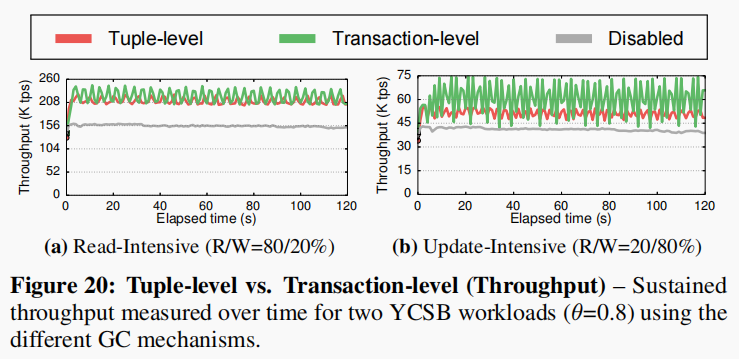 Tuple-level Transaction-level Disabled
Throughput (K tps)
260
208
156
104
52
0
0 20 40 60 80 100 120
Elapsed time (s)
(a) Read-Intensive (R/W=80/20%)
Throughput (K tps)
75
60
45
30
15
0
0 20 40 60 80 100 120
Elapsed time (s)
(b) Update-Intensive (R/W=20/80%)
Figure 20: Tuple-level vs. Transaction-level (Throughput) – Sustained
throughput measured over time for two YCSB workloads (θ=0.8) using the
different GC mechanisms.